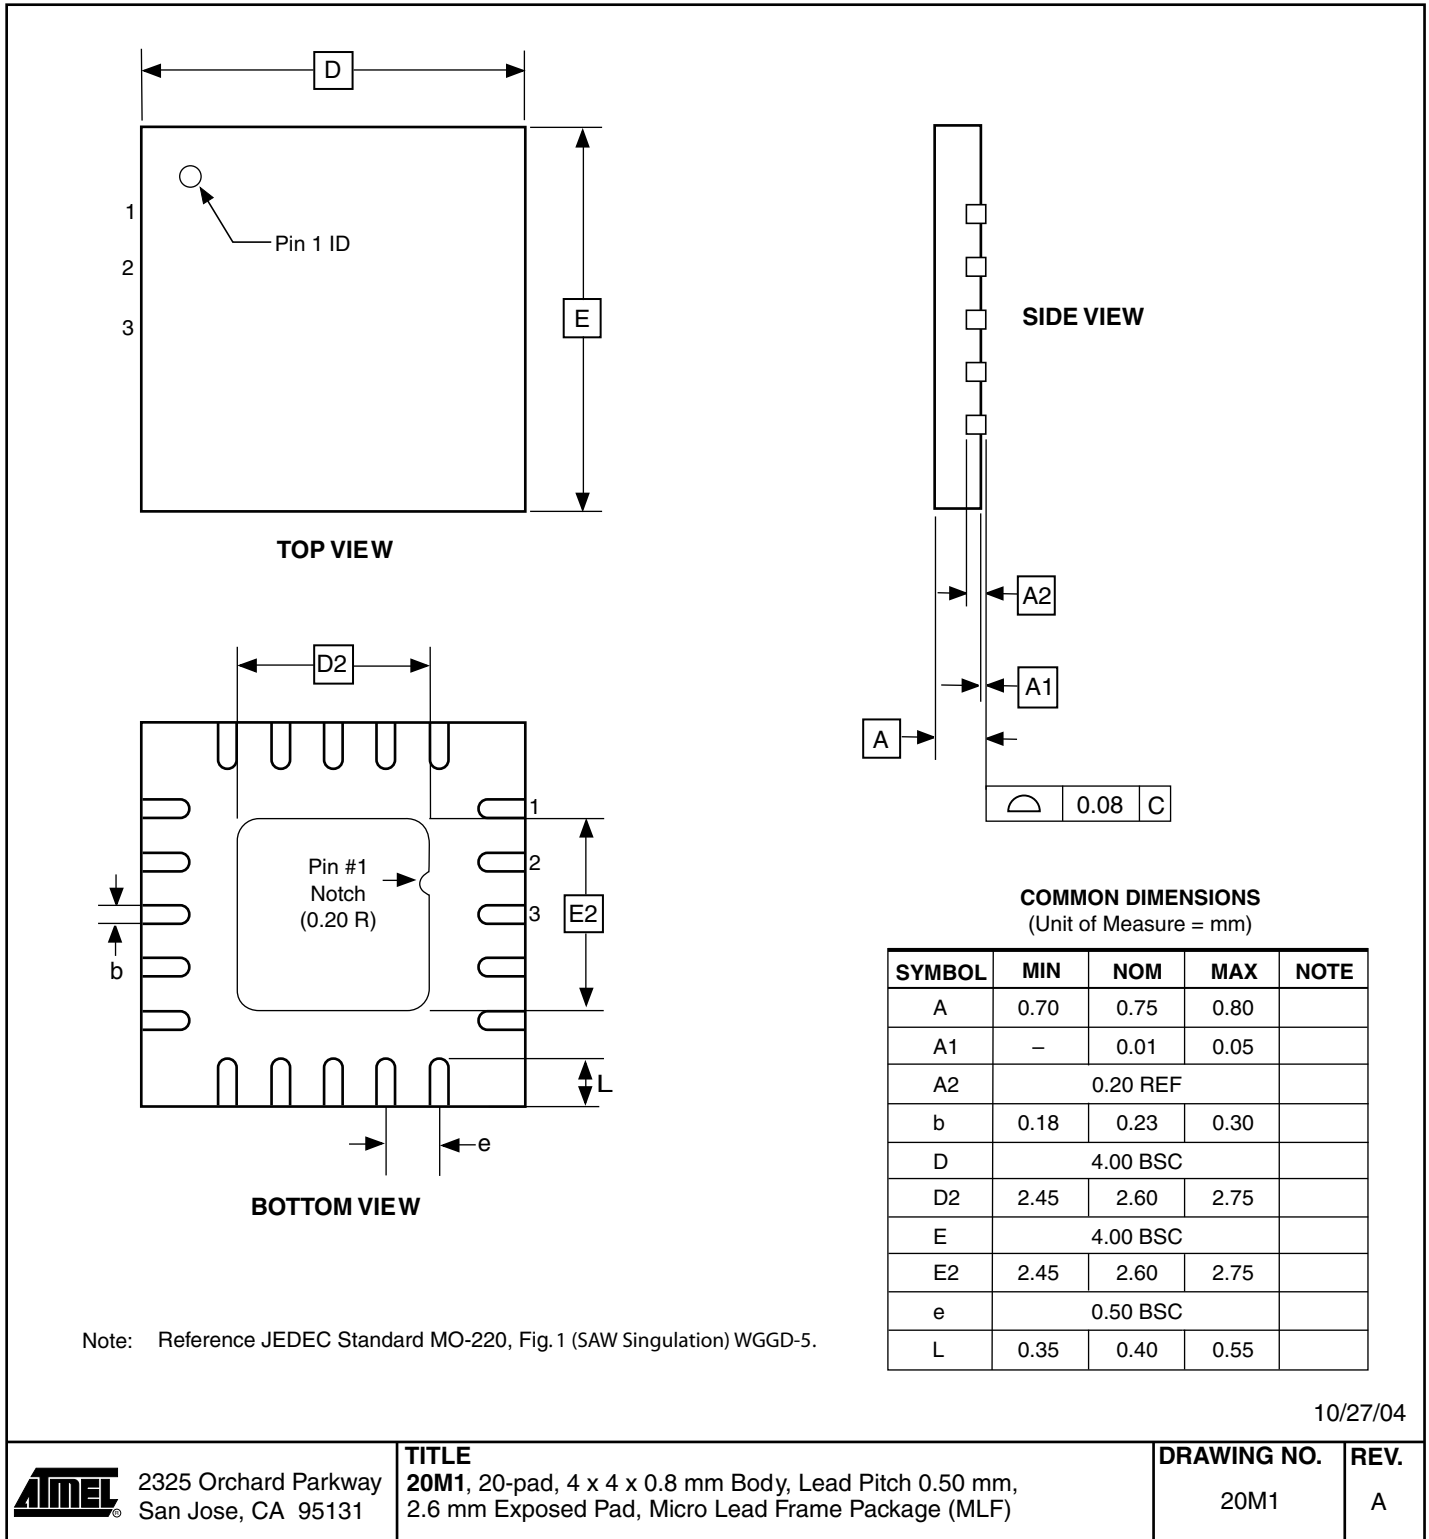 D
1
2
3
Pin 1 ID
E
TOP VIEW
SIDE VIEW
A2
A1
A
0.08 C
D2
1
2
3
Pin #1
Notch
(0.20 R)
E2
b
L
e
BOTTOM VIEW
COMMON DIMENSIONS
(Unit of Measure = mm)
SYMBOL MIN NOM MAX NOTE
A 0.70 0.75 0.80
A1 – 0.01 0.05
A2 0.20 REF
b 0.18 0.23 0.30
D 4.00 BSC
D2 2.45 2.60 2.75
E 4.00 BSC
E2 2.45 2.60 2.75
e 0.50 BSC
L 0.35 0.40 0.55
Note: Reference JEDEC Standard MO-220, Fig. 1 (SAW Singulation) WGGD-5.
10/27/04
ATMEL ®
2325 Orchard Parkway
San Jose, CA 95131
TITLE
20M1, 20-pad, 4 x 4 x 0.8 mm Body, Lead Pitch 0.50 mm,
2.6 mm Exposed Pad, Micro Lead Frame Package (MLF)
DRAWING NO.
20M1
REV.
A